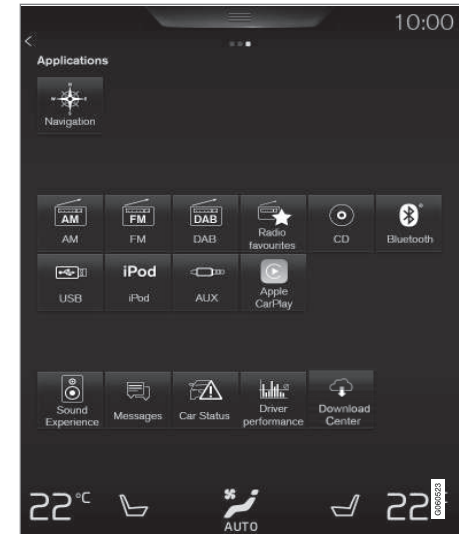 10:00
Applications
Navigation
AM FM DAB
AM FM DAB Radio favourites CD Bluetooth
iPod
USB iPod AUX Apple CarPlay
Sound Experience Messages Car Status Driver performance Download Center
22°C 22°
AUTO
G060523